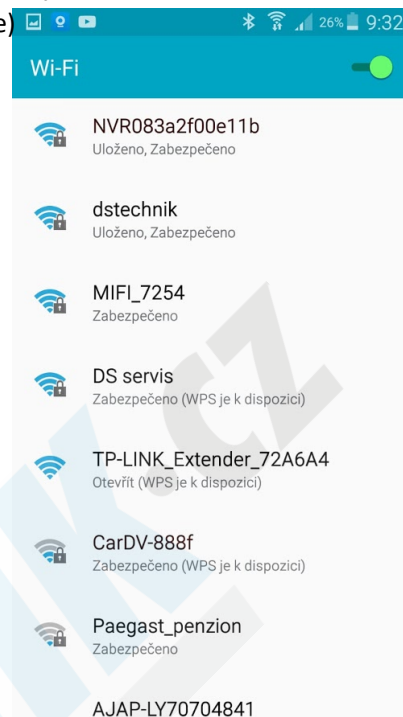 e)
26% 9:32
Wi-Fi
NVR083a2f00e11b
Uloženo, Zabezpečeno
dstechnik
Uloženo, Zabezpečeno
MIFI_7254
Zabezpečeno
DS servis
Zabezpečeno (WPS je k dispozici)
TP-LINK_Extender_72A6A4
Otevřít (WPS je k dispozici)
CarDV-888f
Zabezpečeno (WPS je k dispozici)
Paegast_penzion
Zabezpečeno
AJAP-LY70704841